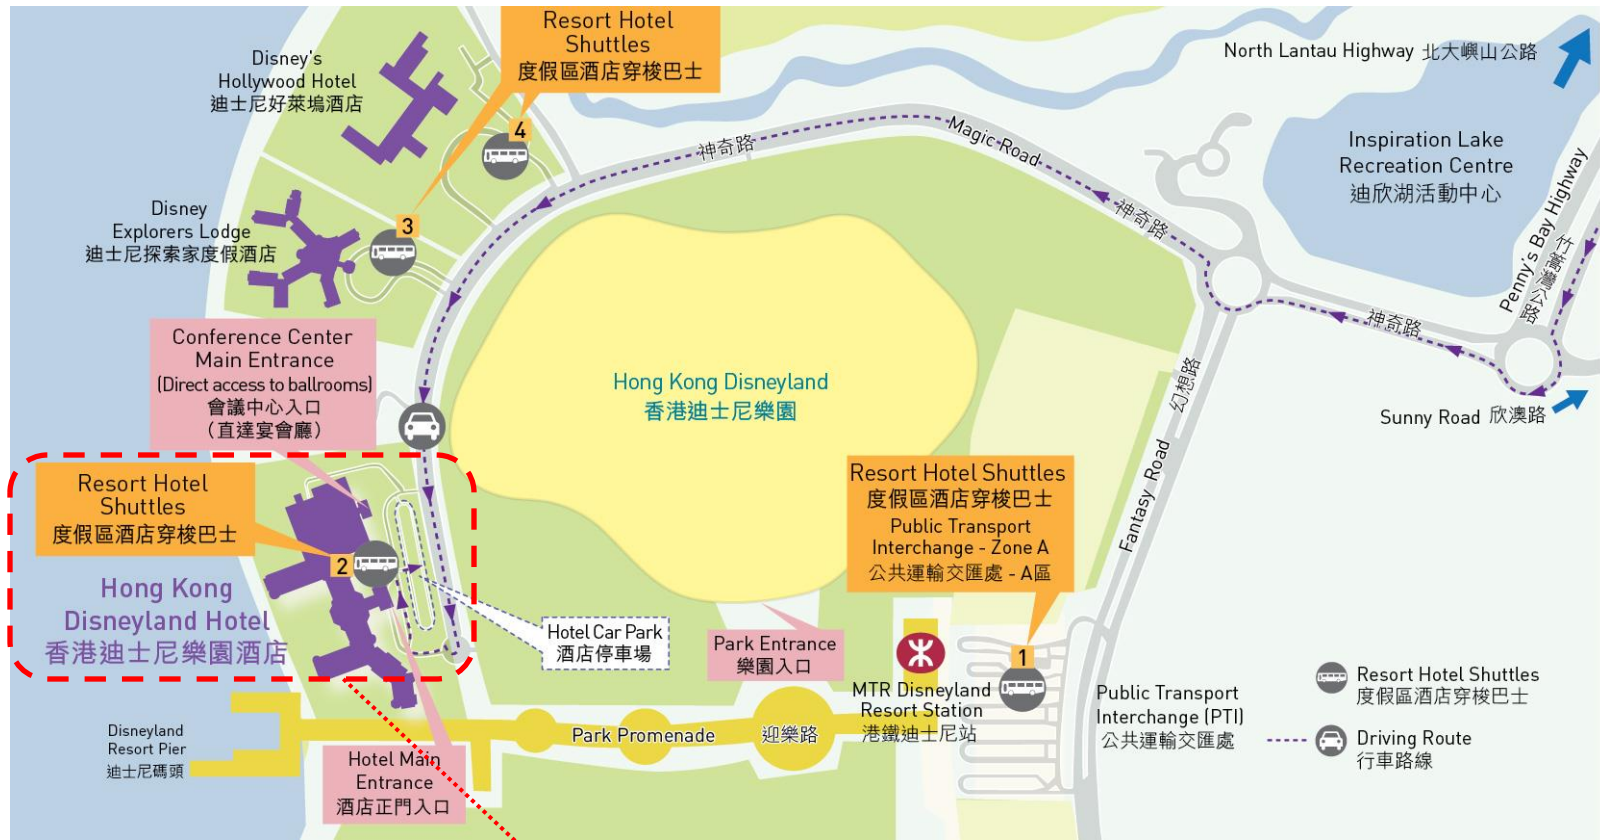 Resort Hotel
Shuttles
度假區酒店穿梭巴士
North Lantau Highway 北大嶼山公路
Disney's
Hollywood Hotel
迪士尼好萊塢酒店
4
神奇路
Magic Road
Inspiration Lake
Recreation Centre
迪欣湖活動中心
Penny's Bay Highway
竹篙灣公路
Disney
Explorers Lodge
迪士尼探索家度假酒店
3
神奇路
神奇路
Conference Center
Main Entrance
(Direct access to ballrooms)
會議中心入口
（直達宴會廳）
Hong Kong Disneyland
香港迪士尼樂園
幻想路
Fantasy Road
Sunny Road 欣澳路
Resort Hotel
Shuttles
度假區酒店穿梭巴士
2
Resort Hotel Shuttles
度假區酒店穿梭巴士
Public Transport
Interchange - Zone A
公共運輸交匯處 - A區
Hong Kong
Disneyland Hotel
香港迪士尼樂園酒店
Hotel Car Park
酒店停車場
Park Entrance
樂園入口
1
MTR Disneyland
Resort Station
港鐵迪士尼站
Public Transport
Interchange (PTI)
公共運輸交匯處
Resort Hotel Shuttles
度假區酒店穿梭巴士
Driving Route
行車路線
Disneyland
Resort Pier
迪士尼碼頭
Park Promenade
迎樂路
Hotel Main
Entrance
酒店正門入口